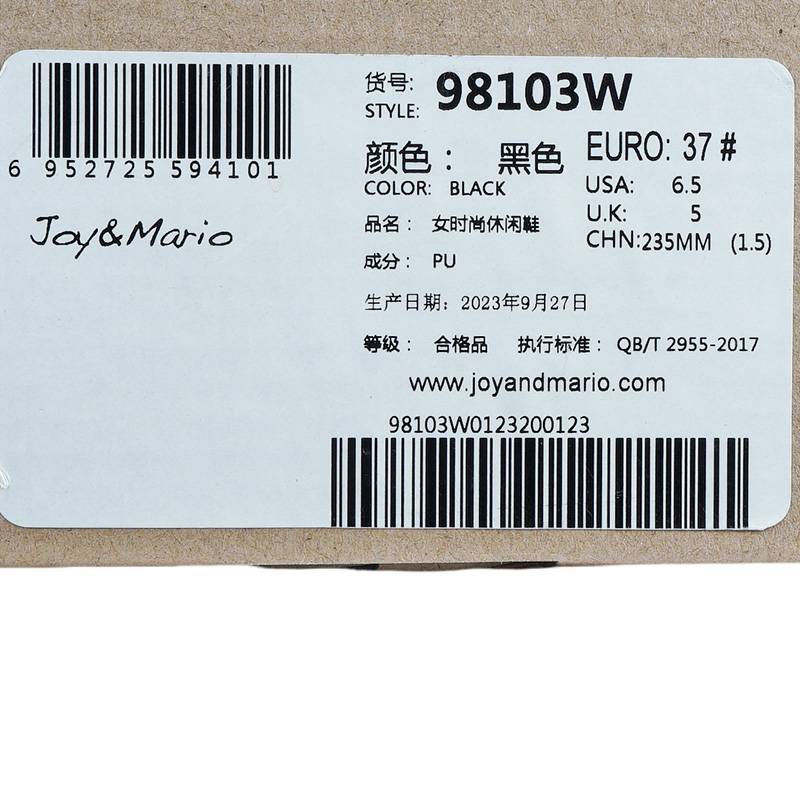 6 952725 594101
Joy&Mario
货号: 98103W
STYLE:
颜色： 黑色
COLOR: BLACK
EURO: 37 #
USA: 6.5
U.K: 5
CHN:235MM (1.5)
品名： 女时尚休闲鞋
成分： PU
生产日期: 2023年9月27日
等级： 合格品 执行标准： QB/T 2955-2017
www.joyandmario.com
98103W0123200123